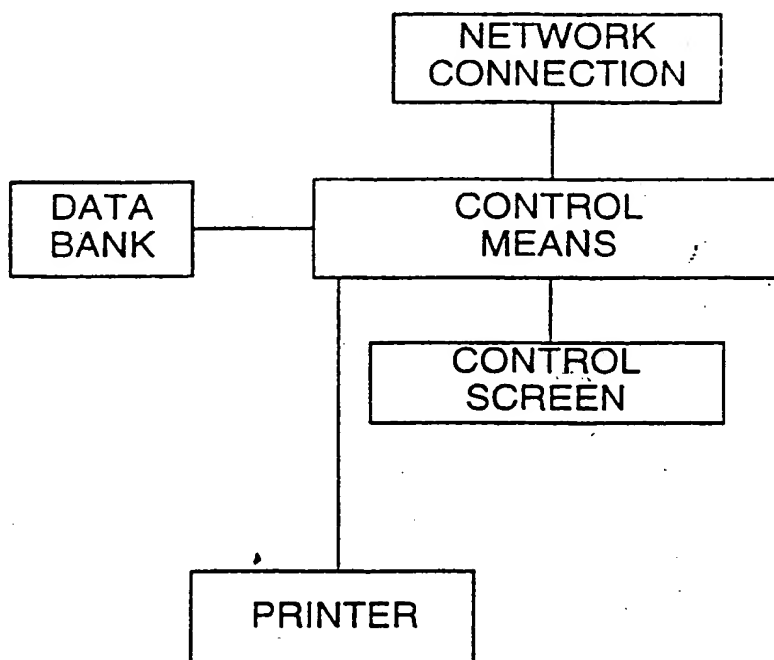 NETWORK
CONNECTION
DATA
BANK
CONTROL
MEANS
CONTROL
SCREEN
PRINTER